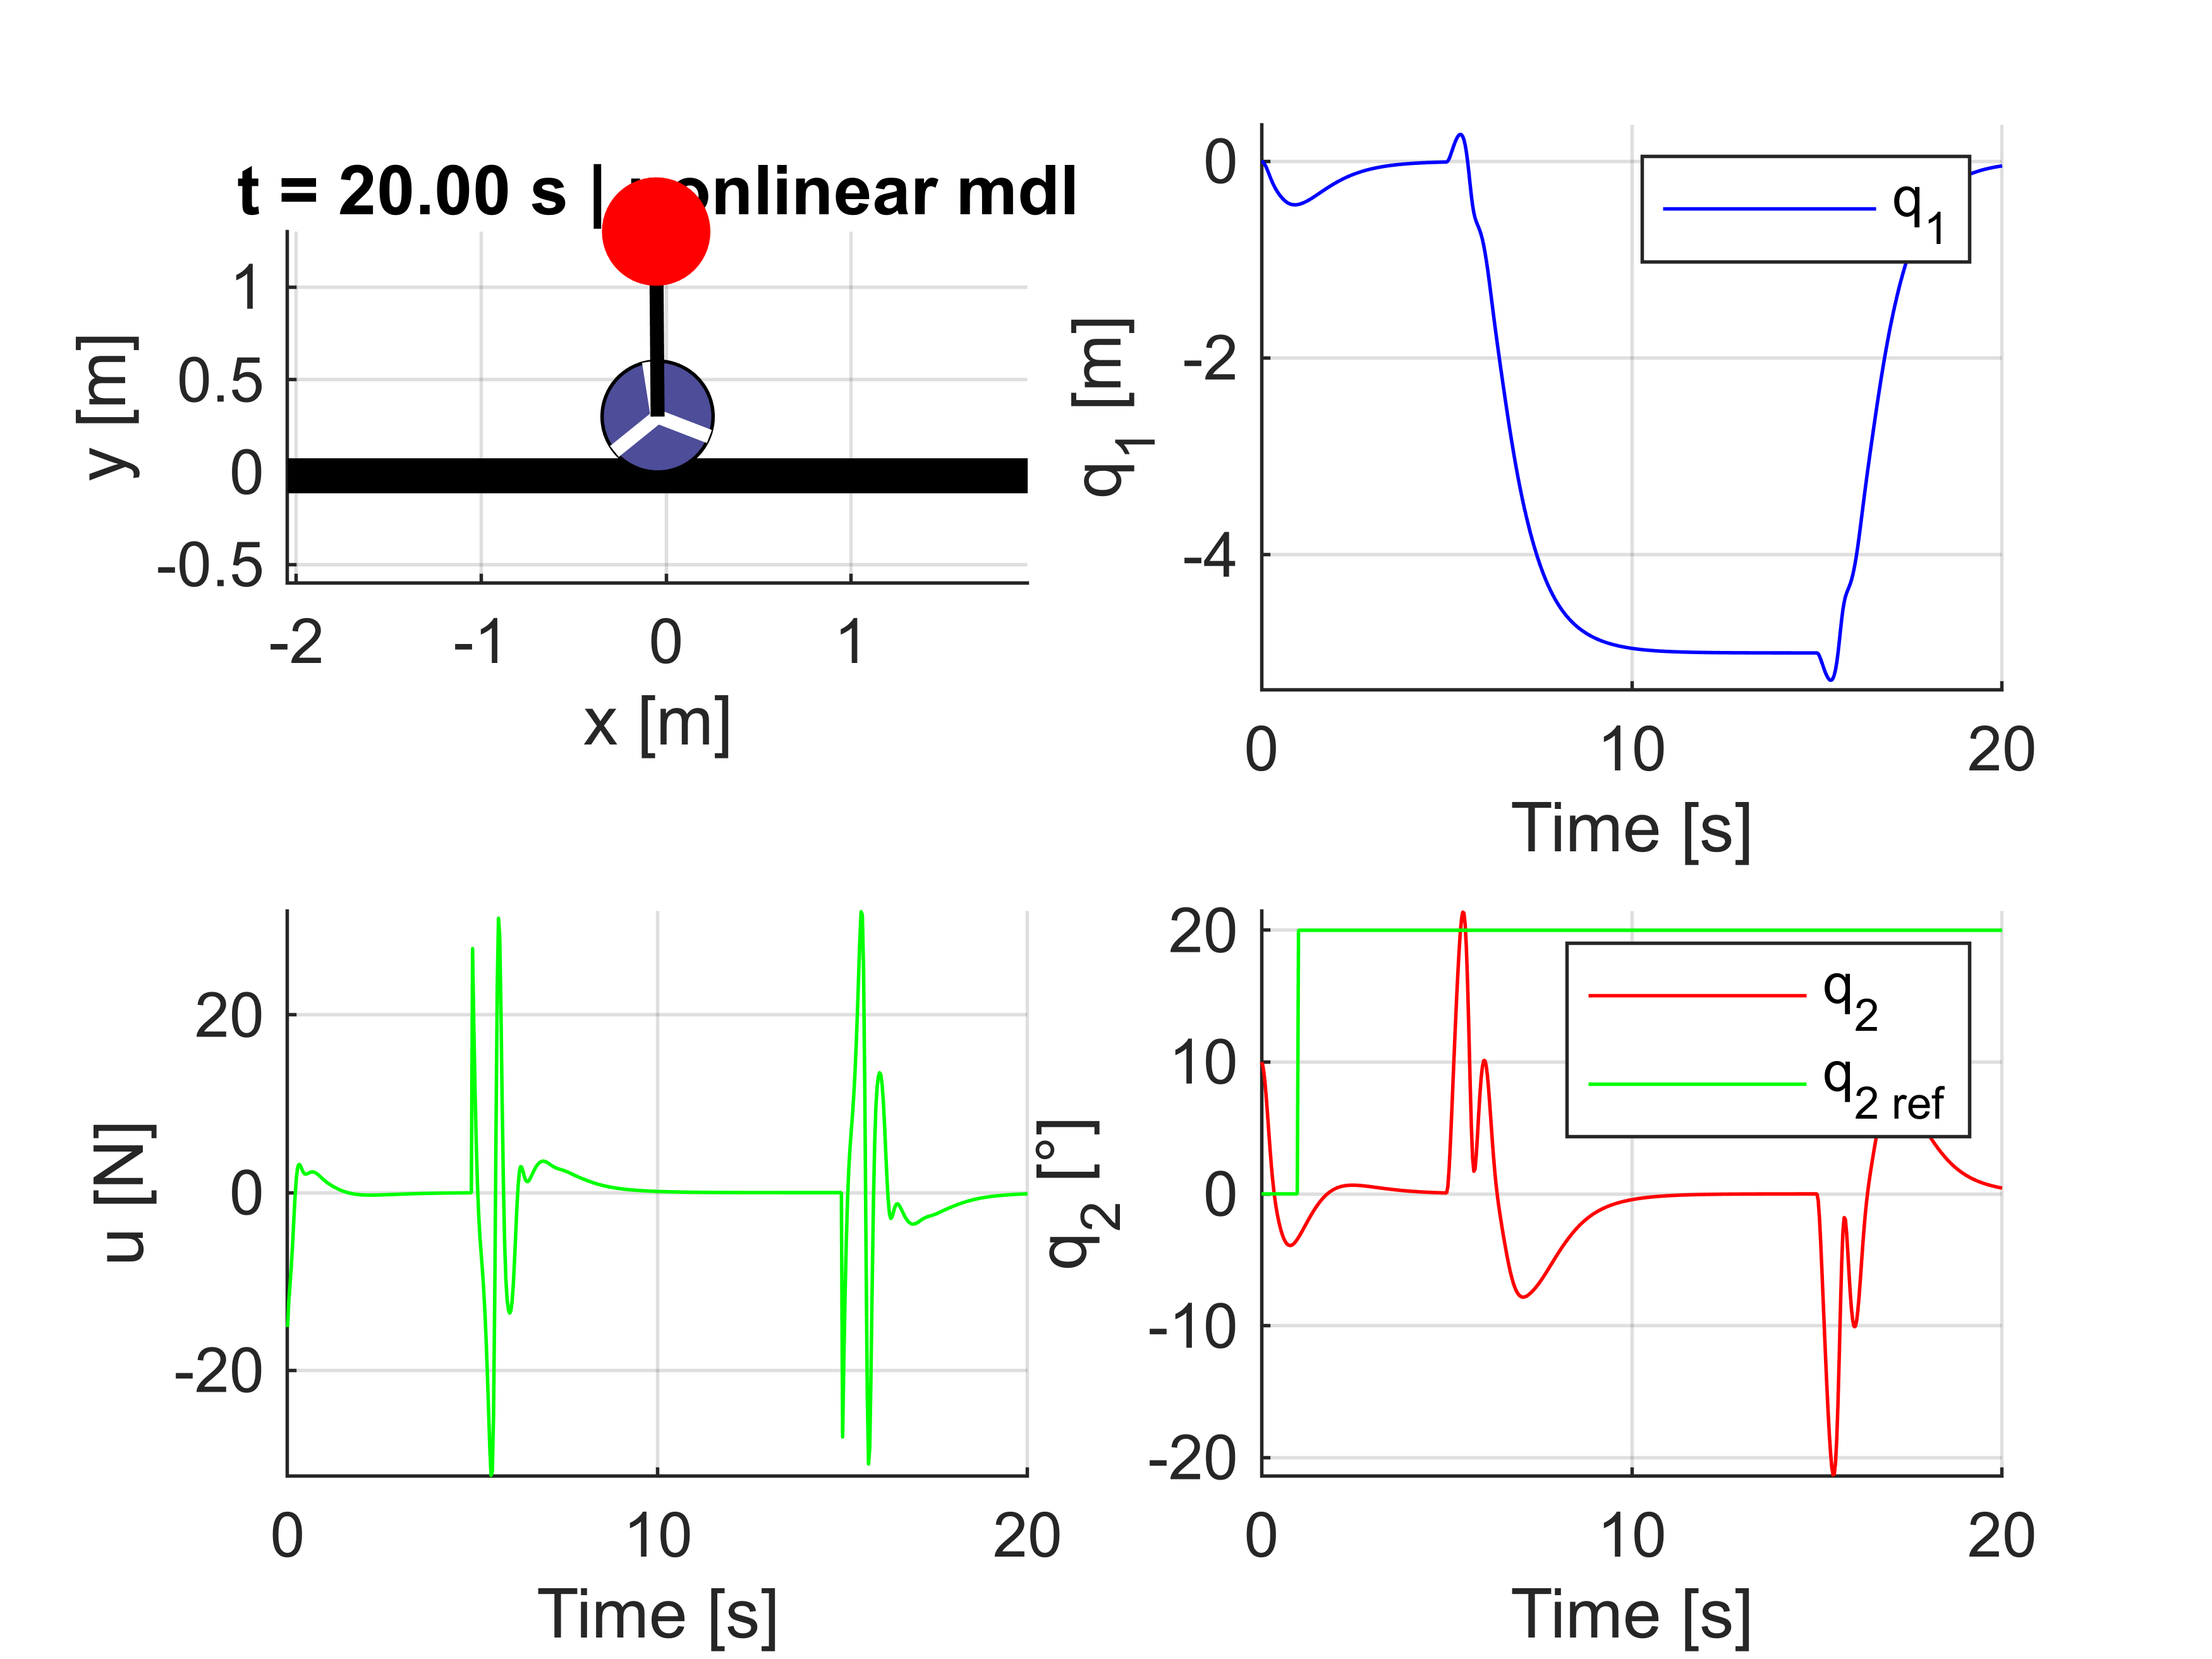 t = 20.00 s | nonlinear mdl
1
0.5
0
-0.5
y [m]
-2 -1 0 1
x [m]
0
-2
-4
q1 [m]
q1
0 10 20
Time [s]
20
0
-20
u [N]
0 10 20
Time [s]
20
10
0
-10
-20
q2 [°]
q2
q2 ref
0 10 20
Time [s]